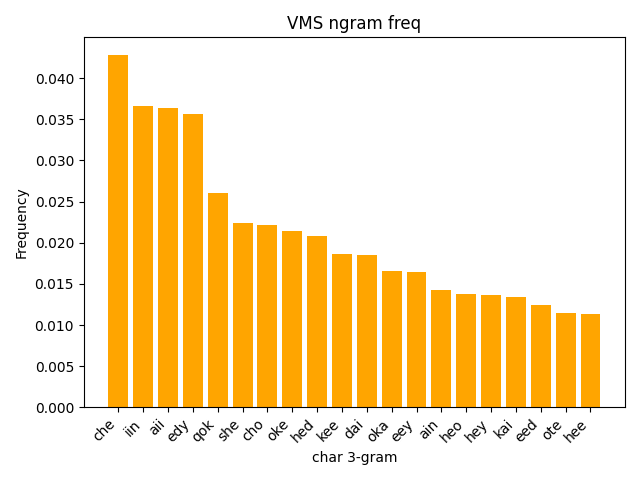 VMS ngram freq
Frequency
0.040
0.035
0.030
0.025
0.020
0.015
0.010
0.005
0.000
che iin aii edy qok she cho oke hed kee dai oka eey ain heo hey kai eed ote hee
char 3-gram